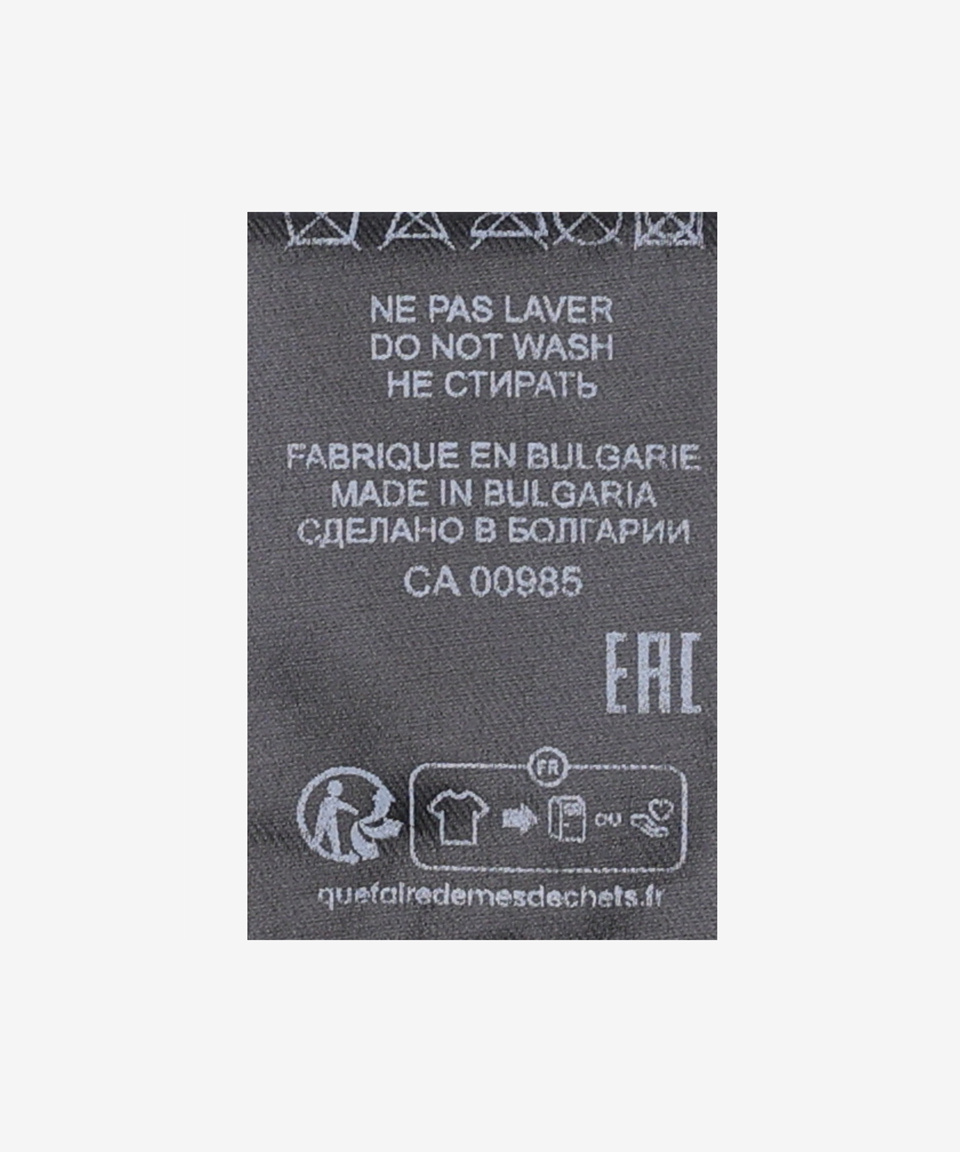 NE PAS LAVER
DO NOT WASH
НЕ СТИРАТЬ
FABRIQUE EN BULGARIE
MADE IN BULGARIA
СДЕЛАНО В БОЛГАРИИ
CA 00985
EAC
FR
OU
quefairedemesdechets.fr